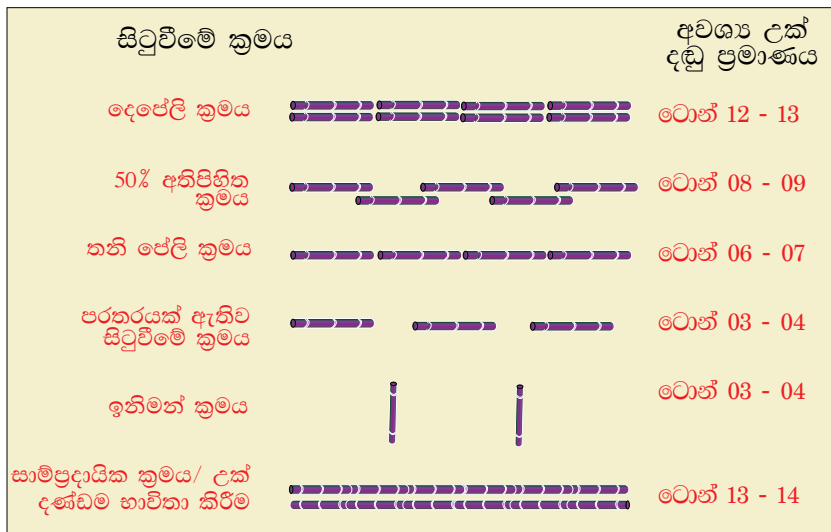 සිටුවීමේ ක්‍රමය
අවශ්‍ය උක්
දඬු ප්‍රමාණය
දෙපේලි ක්‍රමය
ටොන් 12 - 13
50% අතිපිහිත
ක්‍රමය
ටොන් 08 - 09
තනි පේලි ක්‍රමය
ටොන් 06 - 07
පරතරයක් ඇතිව
සිටුවීමේ ක්‍රමය
ටොන් 03 - 04
ඉනිමන් ක්‍රමය
ටොන් 03 - 04
සාම්ප්‍රදායික ක්‍රමය/ උක්
දණ්ඩම භාවිතා කිරීම
ටොන් 13 - 14